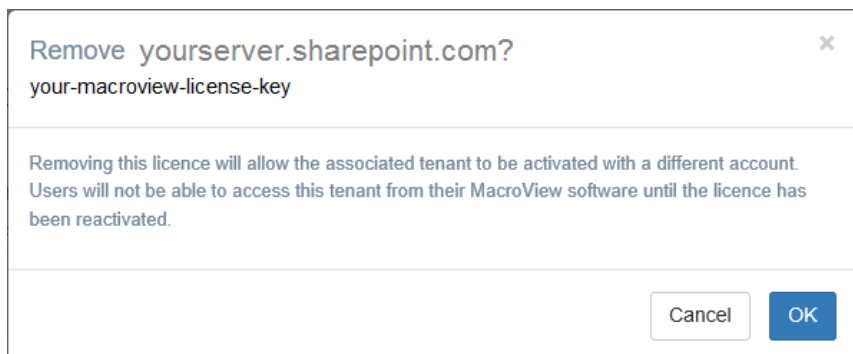 Remove yourserver.sharepoint.com?
×
your-macroview-license-key
Removing this licence will allow the associated tenant to be activated with a different account.
Users will not be able to access this tenant from their MacroView software until the licence has
been reactivated.
Cancel OK